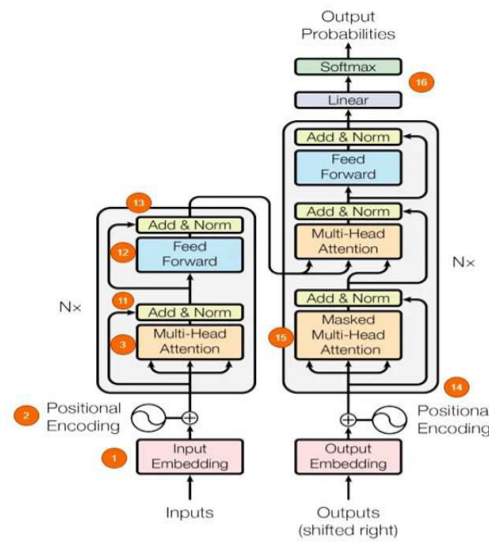 Output
Probabilities
Softmax
16
Linear
Add & Norm
Feed
Forward
13
Add & Norm
Add & Norm
12
Feed
Forward
Multi-Head
Attention
Nx
Nx
11
Add & Norm
Add & Norm
3
Multi-Head
Attention
15
Masked
Multi-Head
Attention
14
2
Positional
Encoding
Positional
Encoding
1
Input
Embedding
Output
Embedding
Inputs
Outputs
(shifted right)